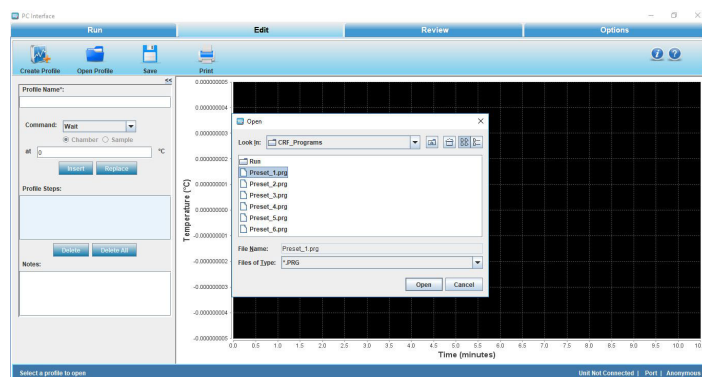 PC Interface
Run Edit Review Options
Create Profile Open Profile Save Print
<<
Profile Name*:
Command: Wait
Chamber Sample
at 0 °C
Insert Replace
Profile Steps:
Delete Delete All
Notes:
Temperature (°C)
0.000000005
0.000000004
0.000000003
0.000000002
0.000000001
0.000000000
-0.000000001
-0.000000002
-0.000000003
-0.000000004
-0.000000005
0.0 0.5 1.0 1.5 2.0 2.5 3.0 3.5 4.0 4.5 5.0 5.5 6.0 6.5 7.0 7.5 8.0 8.5 9.0 9.5 10.0 10.
Time (minutes)
Open
Look In: CRF_Programs
Run
Preset_1.prg
Preset_2.prg
Preset_3.prg
Preset_4.prg
Preset_5.prg
Preset_6.prg
File Name: Preset_1.prg
Files of Type: *.PRG
Open Cancel
Select a profile to open
Unit Not Connected | Port | Anonymous